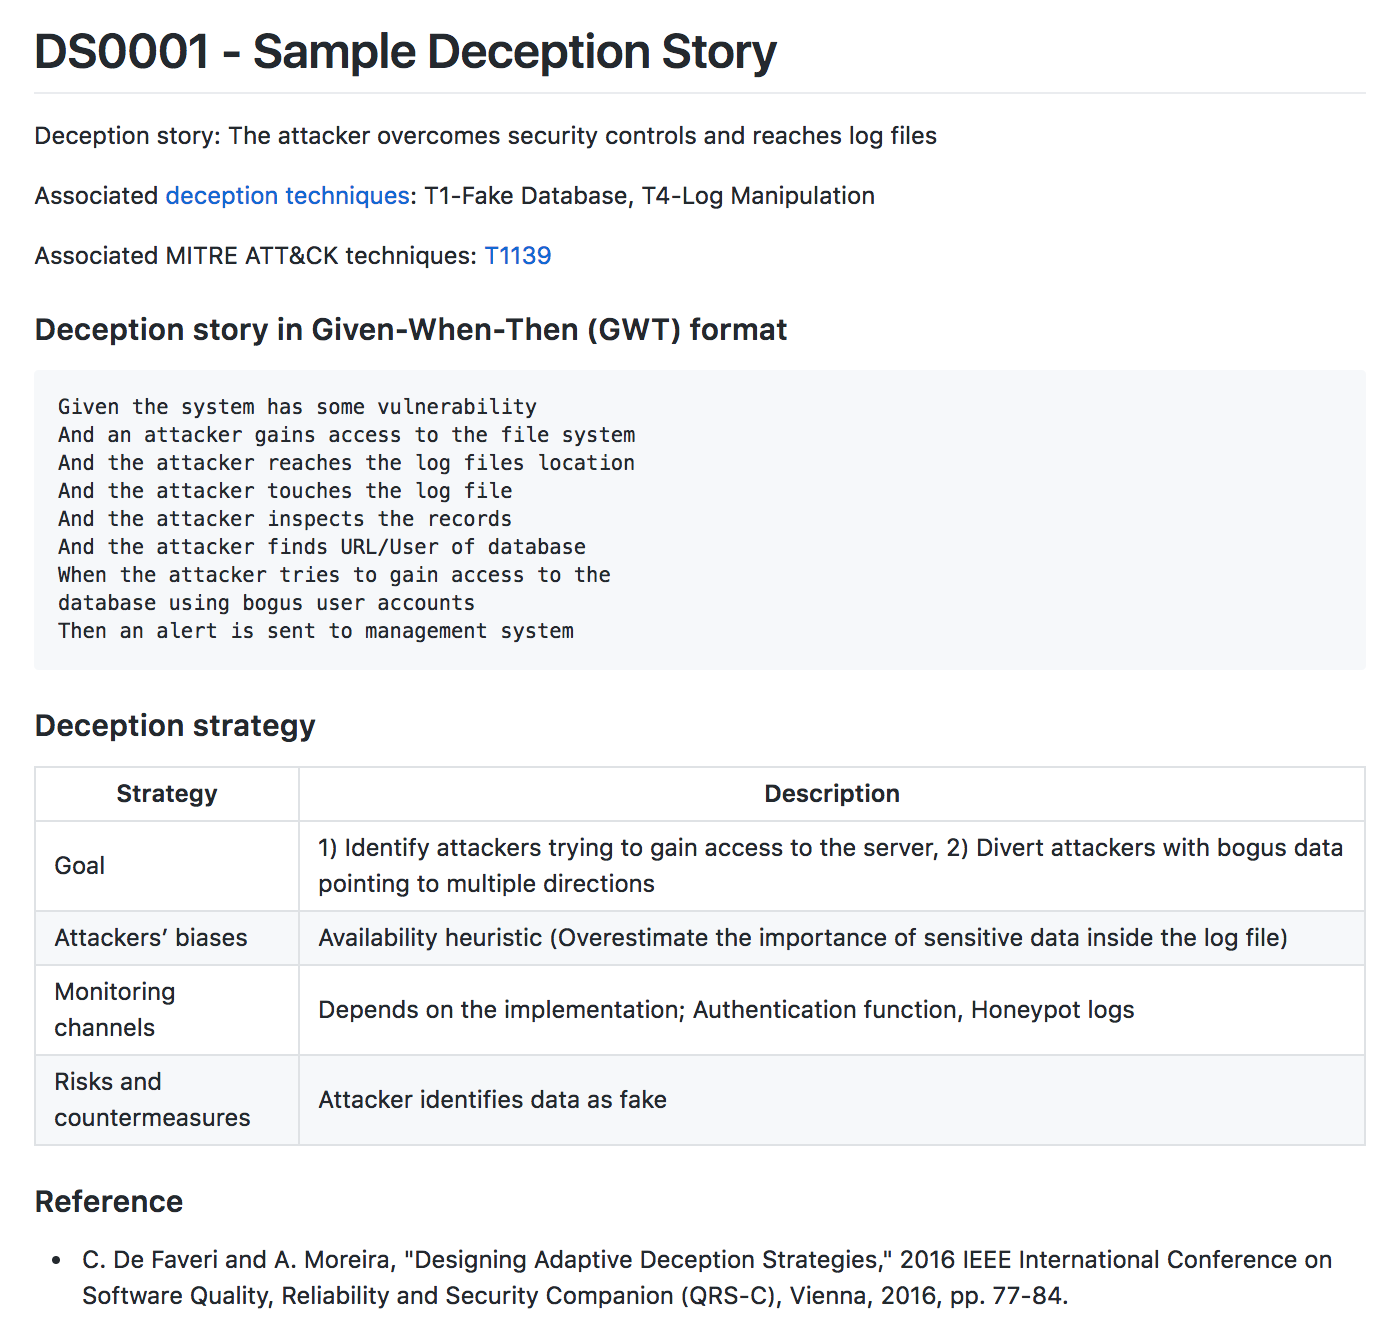 DS0001 - Sample Deception Story
Deception story: The attacker overcomes security controls and reaches log files
Associated deception techniques: T1-Fake Database, T4-Log Manipulation
Associated MITRE ATT&CK techniques: T1139
Deception story in Given-When-Then (GWT) format
Given the system has some vulnerability
And an attacker gains access to the file system
And the attacker reaches the log files location
And the attacker touches the log file
And the attacker inspects the records
And the attacker finds URL/User of database
When the attacker tries to gain access to the
database using bogus user accounts
Then an alert is sent to management system
Deception strategy
Strategy Description
Goal
1) Identify attackers trying to gain access to the server, 2) Divert attackers with bogus data
pointing to multiple directions
Attackers’ biases
Availability heuristic (Overestimate the importance of sensitive data inside the log file)
Monitoring
channels
Depends on the implementation; Authentication function, Honeypot logs
Risks and
countermeasures
Attacker identifies data as fake
Reference
• C. De Faveri and A. Moreira, "Designing Adaptive Deception Strategies," 2016 IEEE International Conference on
Software Quality, Reliability and Security Companion (QRS-C), Vienna, 2016, pp. 77-84.